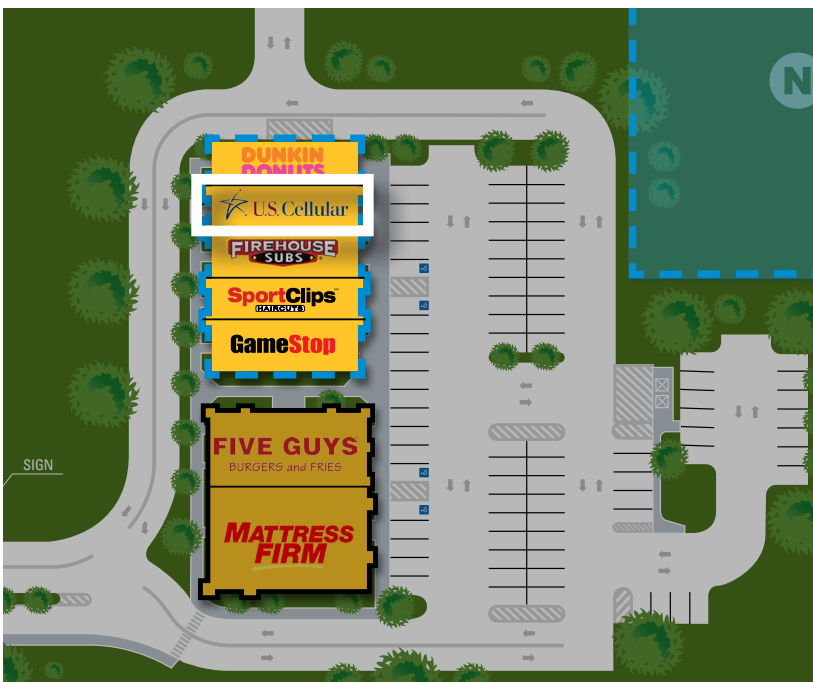 N
DUNKIN
DONUTS
U.S. Cellular
FIREHOUSE
SUBS
SportClips
HAIRCUTS
GameStop
FIVE GUYS
BURGERS and FRIES
SIGN
MATTRESS
FIRM